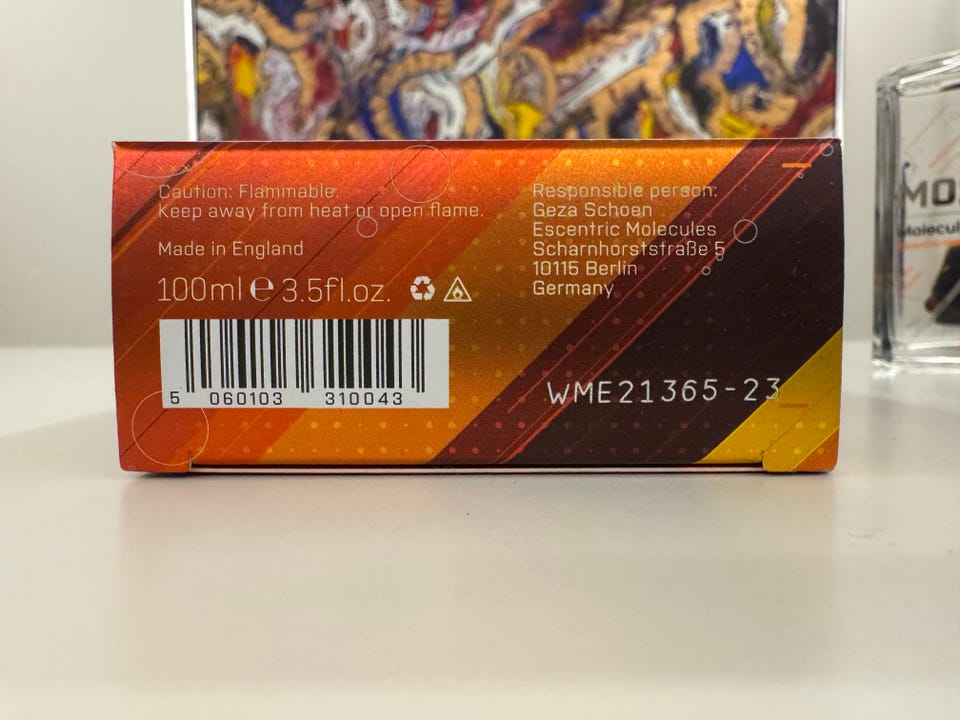 Caution: Flammable.
Keep away from heat or open flame.
Made in England
100ml ℮ 3.5fl.oz.
5 060103 310043
Responsible person:
Geza Schoen
Escentric Molecules
Scharnhorststraße 5
10115 Berlin
Germany
WME21365-23